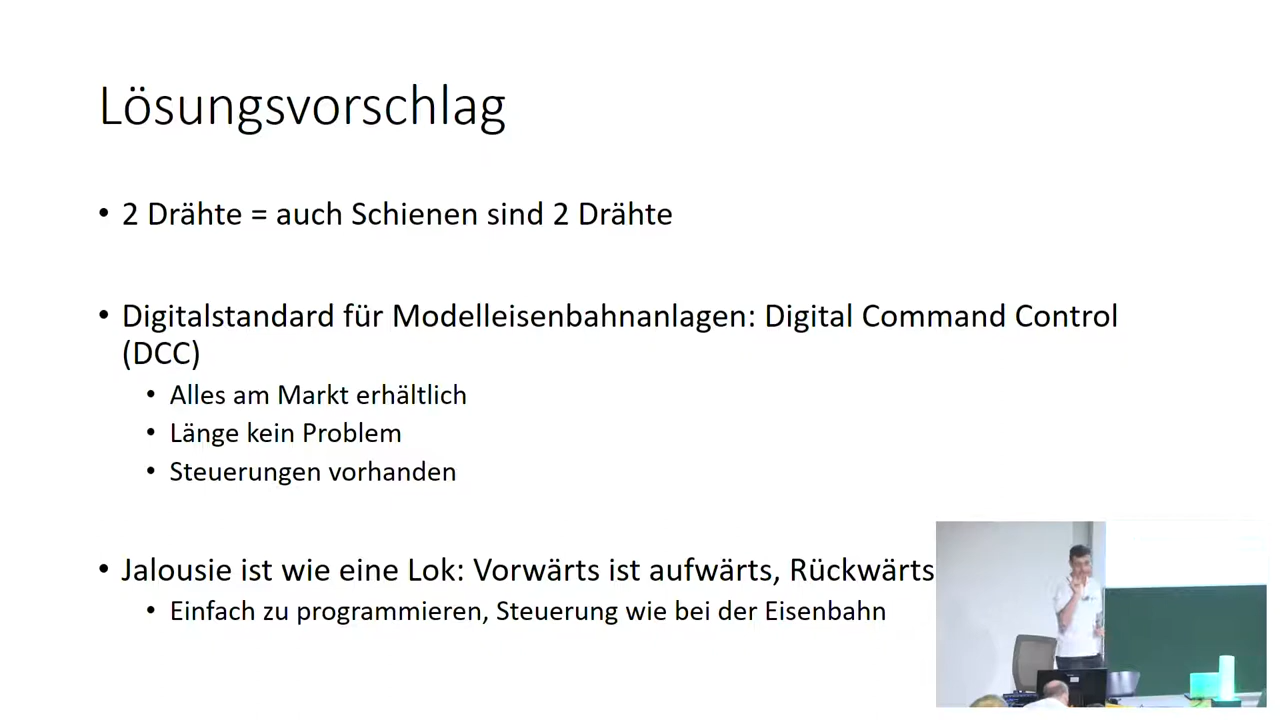 Lösungsvorschlag
• 2 Drähte = auch Schienen sind 2 Drähte
• Digitalstandard für Modelleisenbahnanlagen: Digital Command Control
(DCC)
• Alles am Markt erhältlich
• Länge kein Problem
• Steuerungen vorhanden
• Jalousie ist wie eine Lok: Vorwärts ist aufwärts, Rückwärts
• Einfach zu programmieren, Steuerung wie bei der Eisenbahn